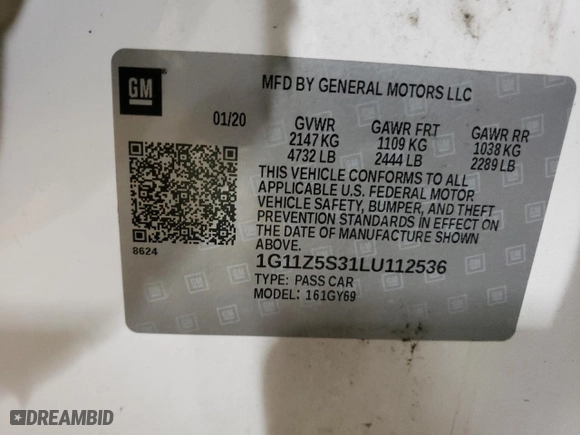 GM
MFD BY GENERAL MOTORS LLC
01/20 GVWR GAWR FRT GAWR RR
2147 KG 1109 KG 1038 KG
4732 LB 2444 LB 2289 LB
THIS VEHICLE CONFORMS TO ALL
APPLICABLE U.S. FEDERAL MOTOR
VEHICLE SAFETY, BUMPER, AND THEFT
PREVENTION STANDARDS IN EFFECT ON
THE DATE OF MANUFACTURE SHOWN
ABOVE.
8624
1G11Z5S31LU112536
TYPE: PASS CAR
MODEL: 161GY69
DREAMBID